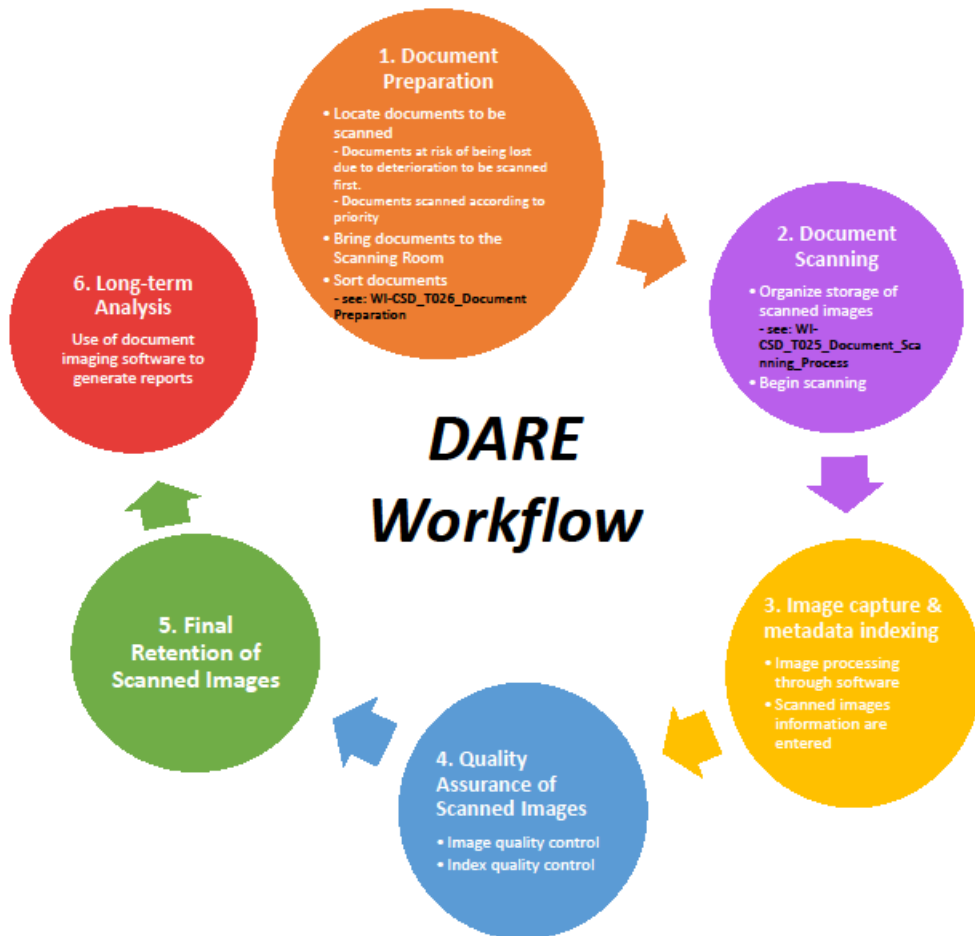 1. Document
Preparation
• Locate documents to be
scanned
- Documents at risk of being lost
due to deterioration to be scanned
first.
- Documents scanned according to
priority
• Bring documents to the
Scanning Room
• Sort documents
- see: WI-CSD_T026_Document
Preparation
2. Document
Scanning
• Organize storage of
scanned images
- see: WI-
CSD_T025_Document_Sca
nning_Process
• Begin scanning
3. Image capture &
metadata indexing
• Image processing
through software
• Scanned images
information are
entered
4. Quality
Assurance of
Scanned Images
• Image quality control
• Index quality control
5. Final
Retention of
Scanned Images
6. Long-term
Analysis
Use of document
imaging software to
generate reports
DARE
Workflow